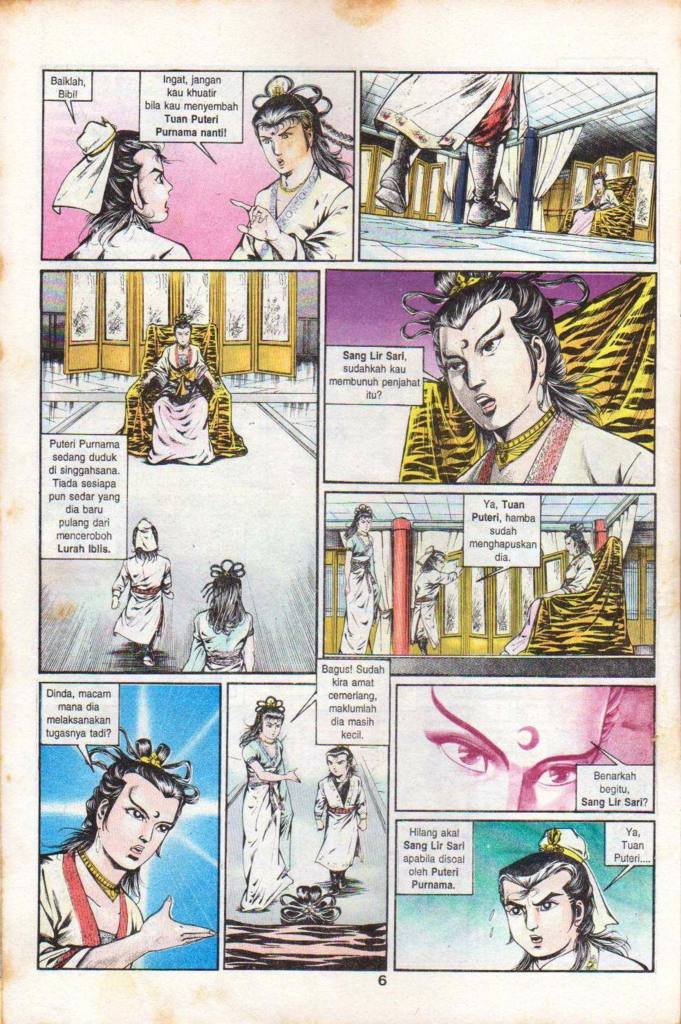 Baiklah,
Bibi!
Ingat, jangan
kau khuatir
bila kau menyembah
Tuan Puteri
Purnama nanti!
Puteri Purnama
sedang duduk
di singgahsana.
Tiada sesiapa
pun sedar yang
dia baru
pulang dari
menceroboh
Lurah Iblis.
Sang Lir Sari,
sudahkah kau
membunuh penjahat
itu?
Ya, Tuan
Puteri, hamba
sudah
menghapuskan
dia.
Dinda, macam
mana dia
melaksanakan
tugasnya tadi?
Bagus! Sudah
kira amat
cemerlang,
maklumlah
dia masih
kecil.
Benarkah
begitu,
Sang Lir Sari?
Hilang akal
Sang Lir Sari
apabila disoal
oleh Puteri
Purnama.
Ya,
Tuan
Puteri....
6